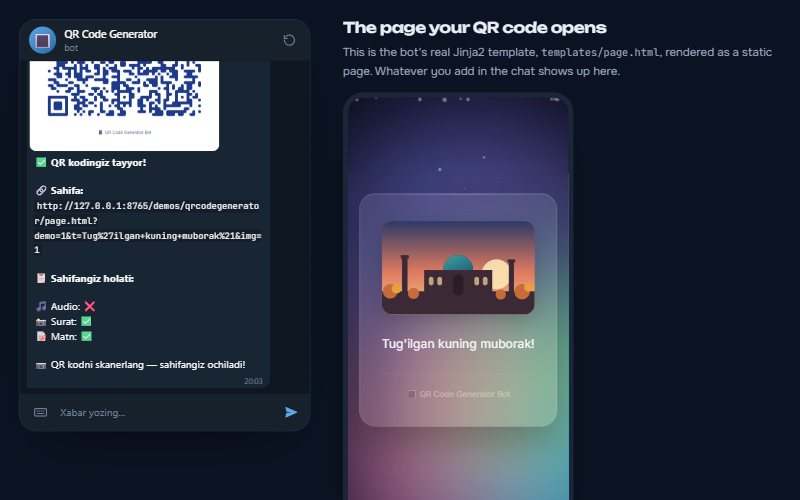 QR Code Generator
bot
QR Code Generator Bot
✅ QR kodingiz tayyor!
🔗 Sahifa:
http://127.0.0.1:8765/demos/qrcodegenerato
r/page.html?
demo=1&t=Tug%27ilgan+kuning+muborak%21&img=
1
📋 Sahifangiz holati:
🎵 Audio: ❌
📷 Surat: ✅
📝 Matn: ✅
📷 QR kodni skanerlang — sahifangiz ochiladi!
20:03
Xabar yozing...
The page your QR code opens
This is the bot's real Jinja2 template, templates/page.html, rendered as a static
page. Whatever you add in the chat shows up here.
Tug'ilgan kuning muborak!
QR Code Generator Bot